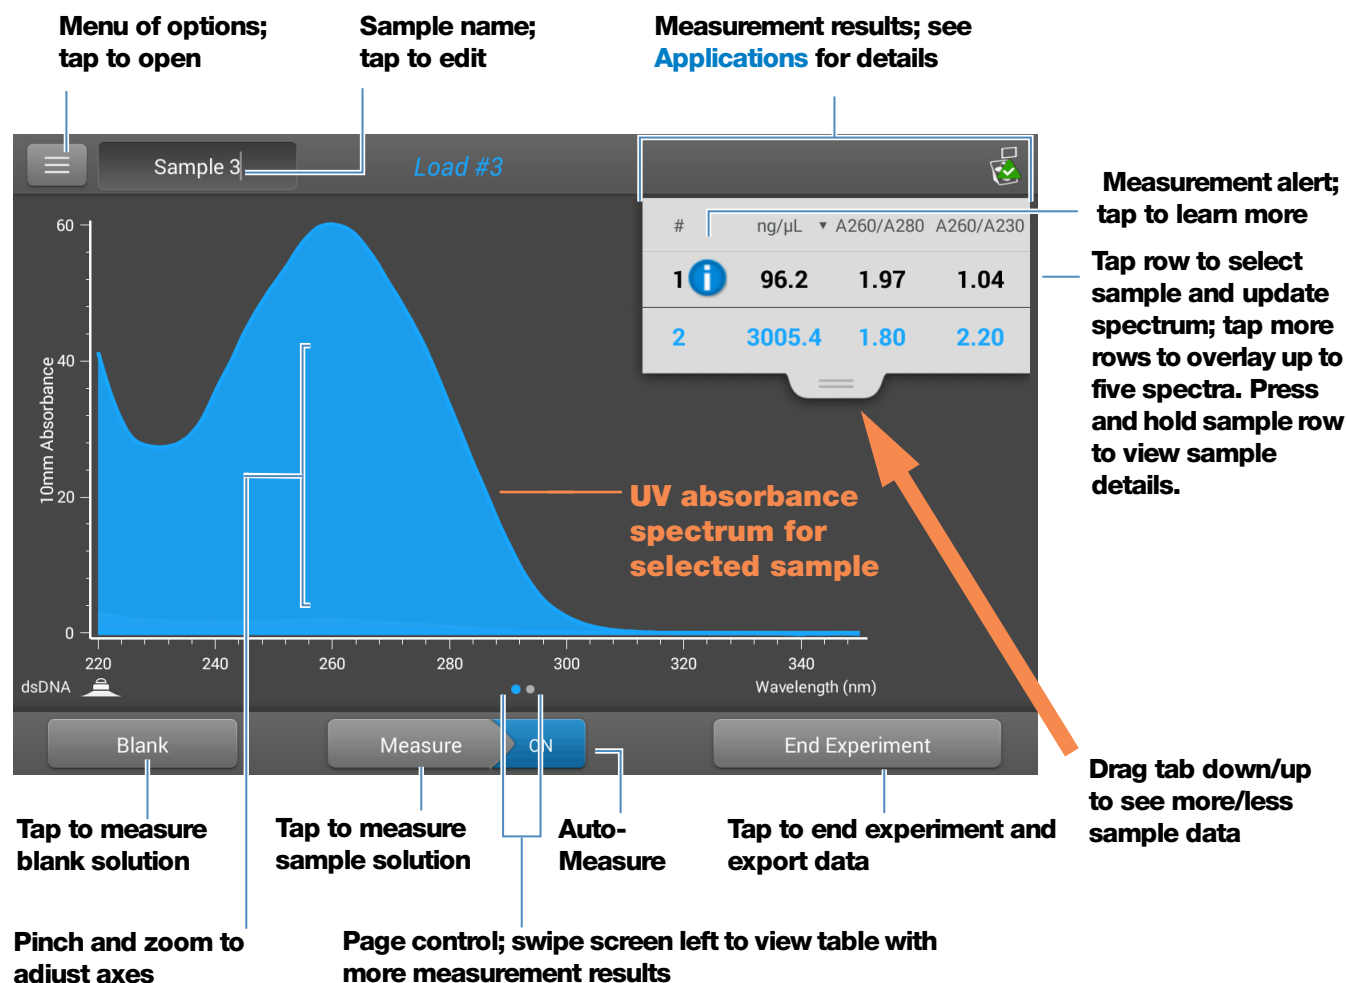 Menu of options;
tap to open
Sample name;
tap to edit
Measurement results; see
Applications for details
Sample 3
Load #3
Measurement alert;
tap to learn more
# ng/µL ▼ A260/A280 A260/A230
1 i 96.2 1.97 1.04
2 3005.4 1.80 2.20
Tap row to select
sample and update
spectrum; tap more
rows to overlay up to
five spectra. Press
and hold sample row
to view sample
details.
60
40
20
0
10mm Absorbance
UV absorbance
spectrum for
selected sample
220 240 260 280 300 320 340
dsDNA
Wavelength (nm)
Blank
Measure
ON
End Experiment
Drag tab down/up
to see more/less
sample data
Tap to measure
blank solution
Tap to measure
sample solution
Auto-
Measure
Tap to end experiment and
export data
Pinch and zoom to
adjust axes
Page control; swipe screen left to view table with
more measurement results